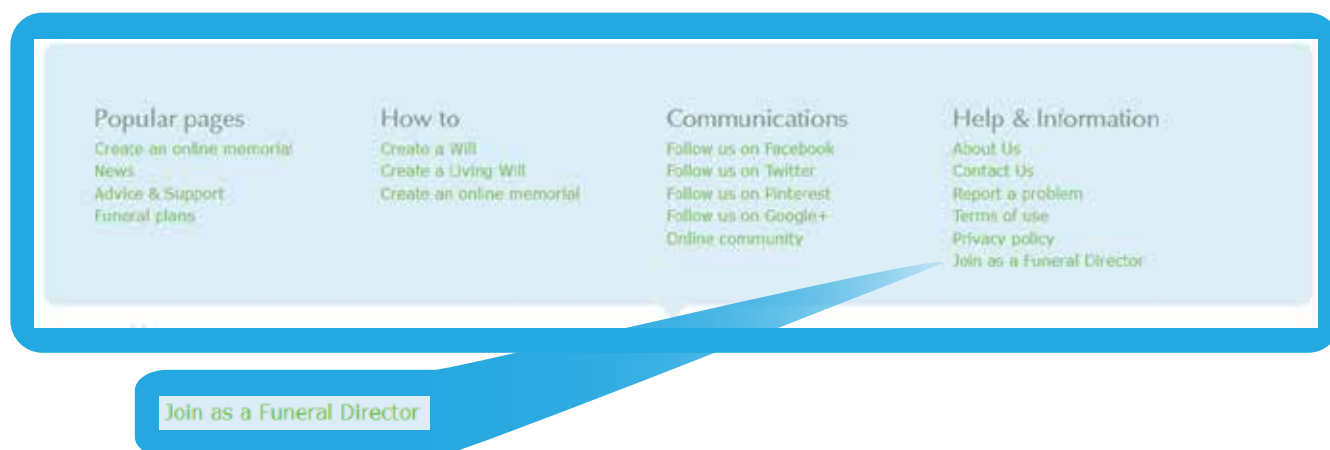 Popular pages
Create an online memorial
News
Advice & Support
Funeral plans
How to
Create a Will
Create a Living Will
Create an online memorial
Communications
Follow us on Facebook
Follow us on Twitter
Follow us on Pinterest
Follow us on Google+
Online community
Help & Information
About Us
Contact Us
Report a problem
Terms of use
Privacy policy
Join as a Funeral Director
Join as a Funeral Director